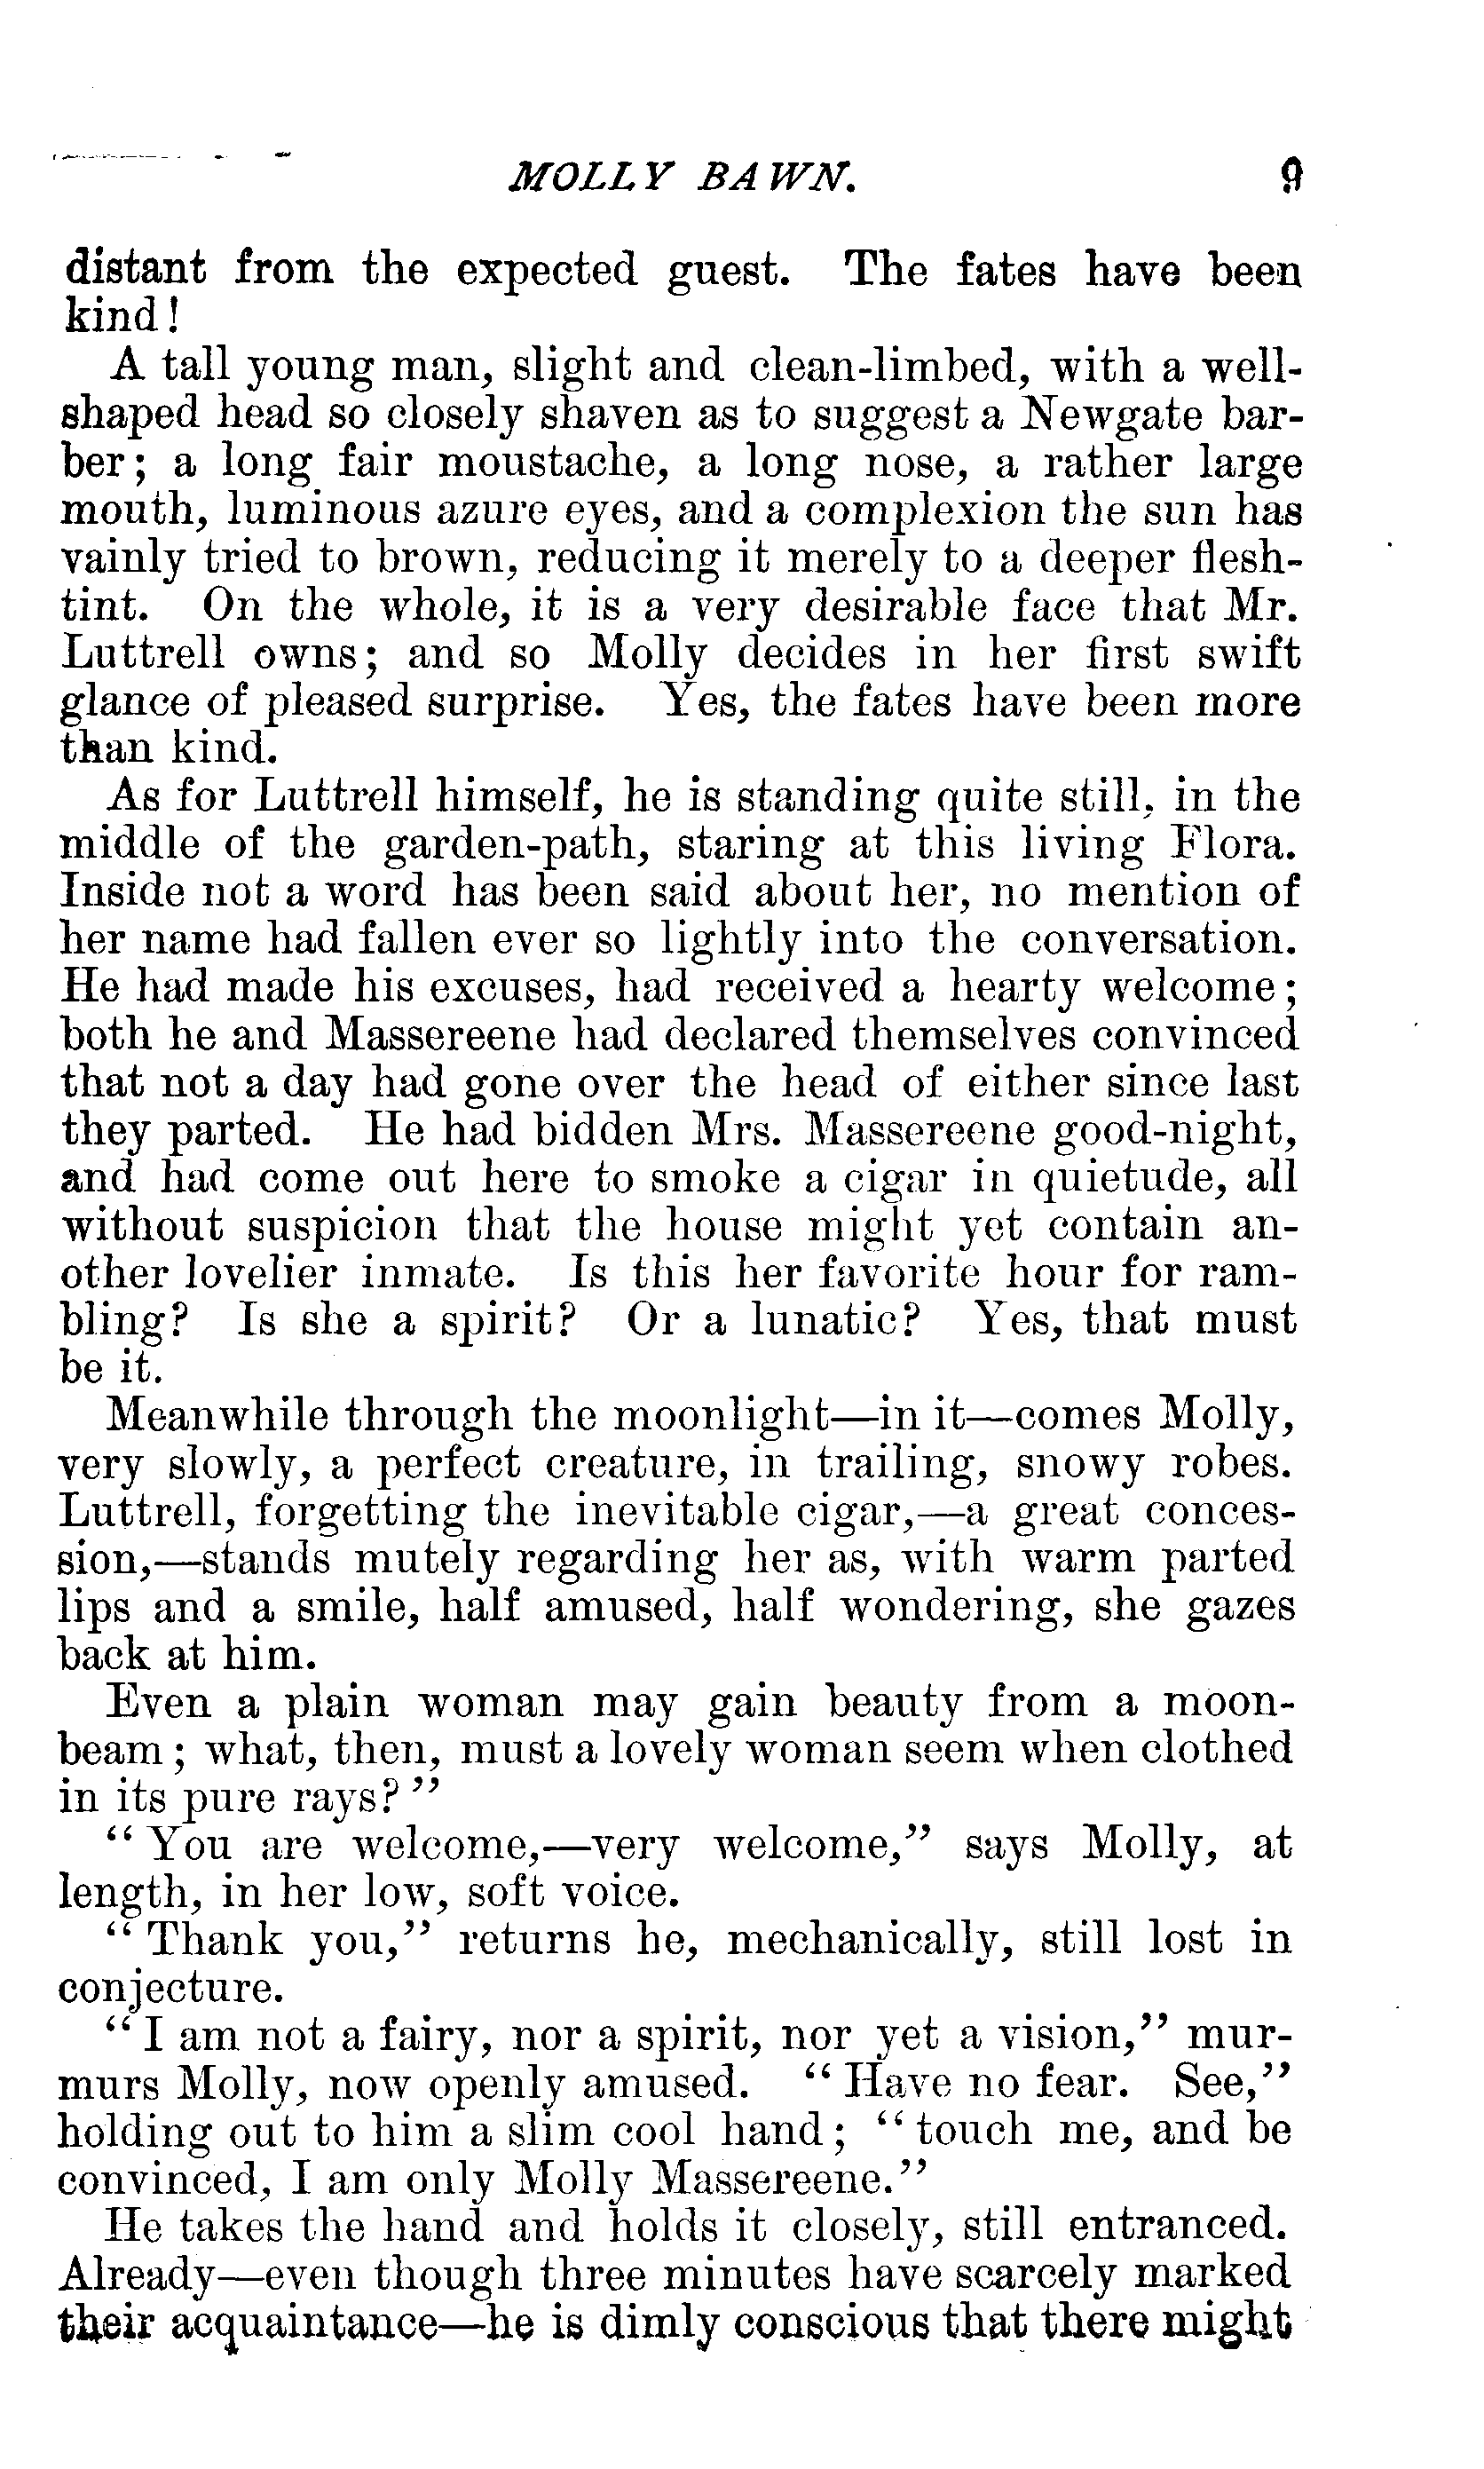 MOLLY BAWN. 9
distant from the expected guest. The fates have been
kind!
A tall young man, slight and clean-limbed, with a well-
shaped head so closely shaven as to suggest a Newgate bar-
ber; a long fair moustache, a long nose, a rather large
mouth, luminous azure eyes, and a complexion the sun has
vainly tried to brown, reducing it merely to a deeper flesh-
tint. On the whole, it is a very desirable face that Mr.
Luttrell owns; and so Molly decides in her first swift
glance of pleased surprise. Yes, the fates have been more
than kind.
As for Luttrell himself, he is standing quite still, in the
middle of the garden-path, staring at this living Flora.
Inside not a word has been said about her, no mention of
her name had fallen ever so lightly into the conversation.
He had made his excuses, had received a hearty welcome;
both he and Massereene had declared themselves convinced
that not a day had gone over the head of either since last
they parted. He had bidden Mrs. Massereene good-night,
and had come out here to smoke a cigar in quietude, all
without suspicion that the house might yet contain an-
other lovelier inmate. Is this her favorite hour for ram-
bling? Is she a spirit? Or a lunatic? Yes, that must
be it.
Meanwhile through the moonlight—in it—comes Molly,
very slowly, a perfect creature, in trailing, snowy robes.
Luttrell, forgetting the inevitable cigar,—a great conces-
sion,—stands mutely regarding her as, with warm parted
lips and a smile, half amused, half wondering, she gazes
back at him.
Even a plain woman may gain beauty from a moon-
beam; what, then, must a lovely woman seem when clothed
in its pure rays?"
"You are welcome,—very welcome," says Molly, at
length, in her low, soft voice.
"Thank you," returns he, mechanically, still lost in
conjecture.
"I am not a fairy, nor a spirit, nor yet a vision," mur-
murs Molly, now openly amused. "Have no fear. See,"
holding out to him a slim cool hand; "touch me, and be
convinced, I am only Molly Massereene."
He takes the hand and holds it closely, still entranced.
Already—even though three minutes have scarcely marked
their acquaintance—he is dimly conscious that there might